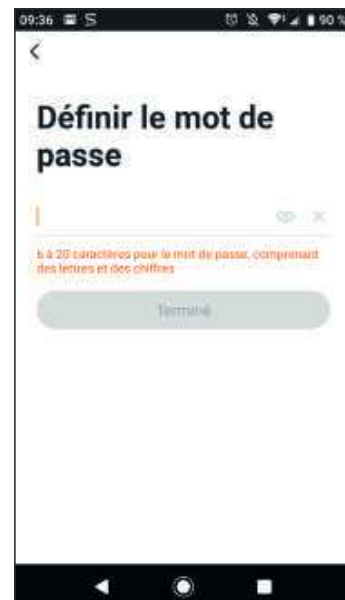 09:36
90 %
Définir le mot de
passe
6 à 20 caractères pour le mot de passe, comprenant
des lettres et des chiffres
Terminé